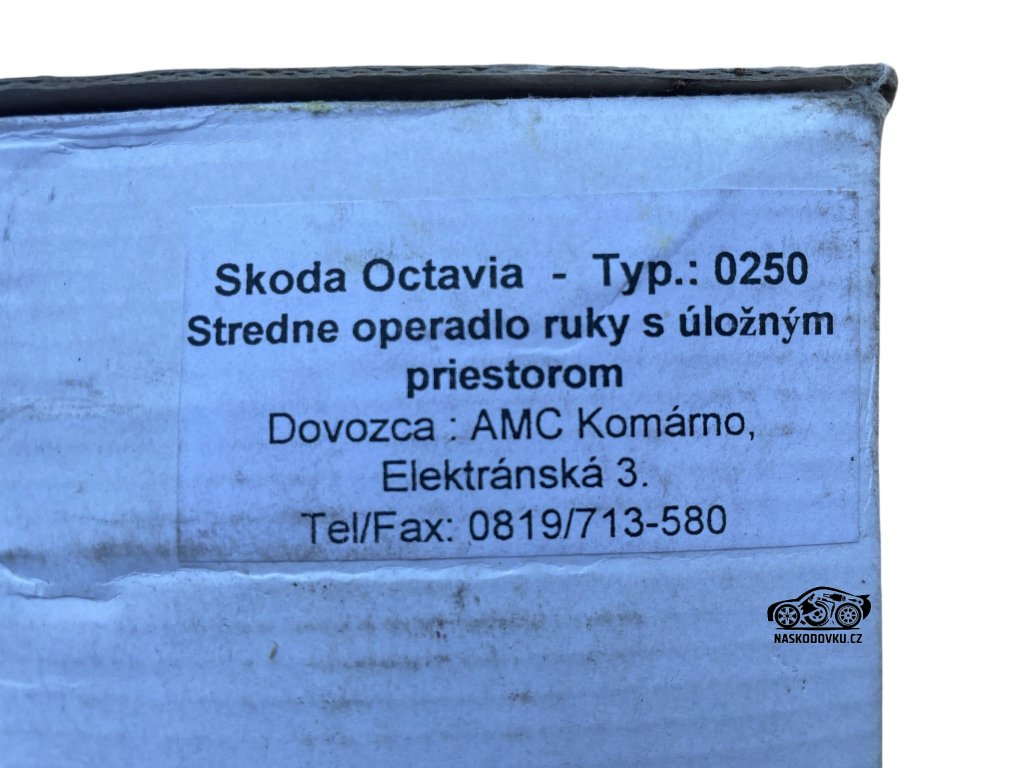 Skoda Octavia - Typ.: 0250
Stredne operadlo ruky s úložným
priestorom
Dovozca : AMC Komárno,
Elektránská 3.
Tel/Fax: 0819/713-580
NASKODOVKU.CZ